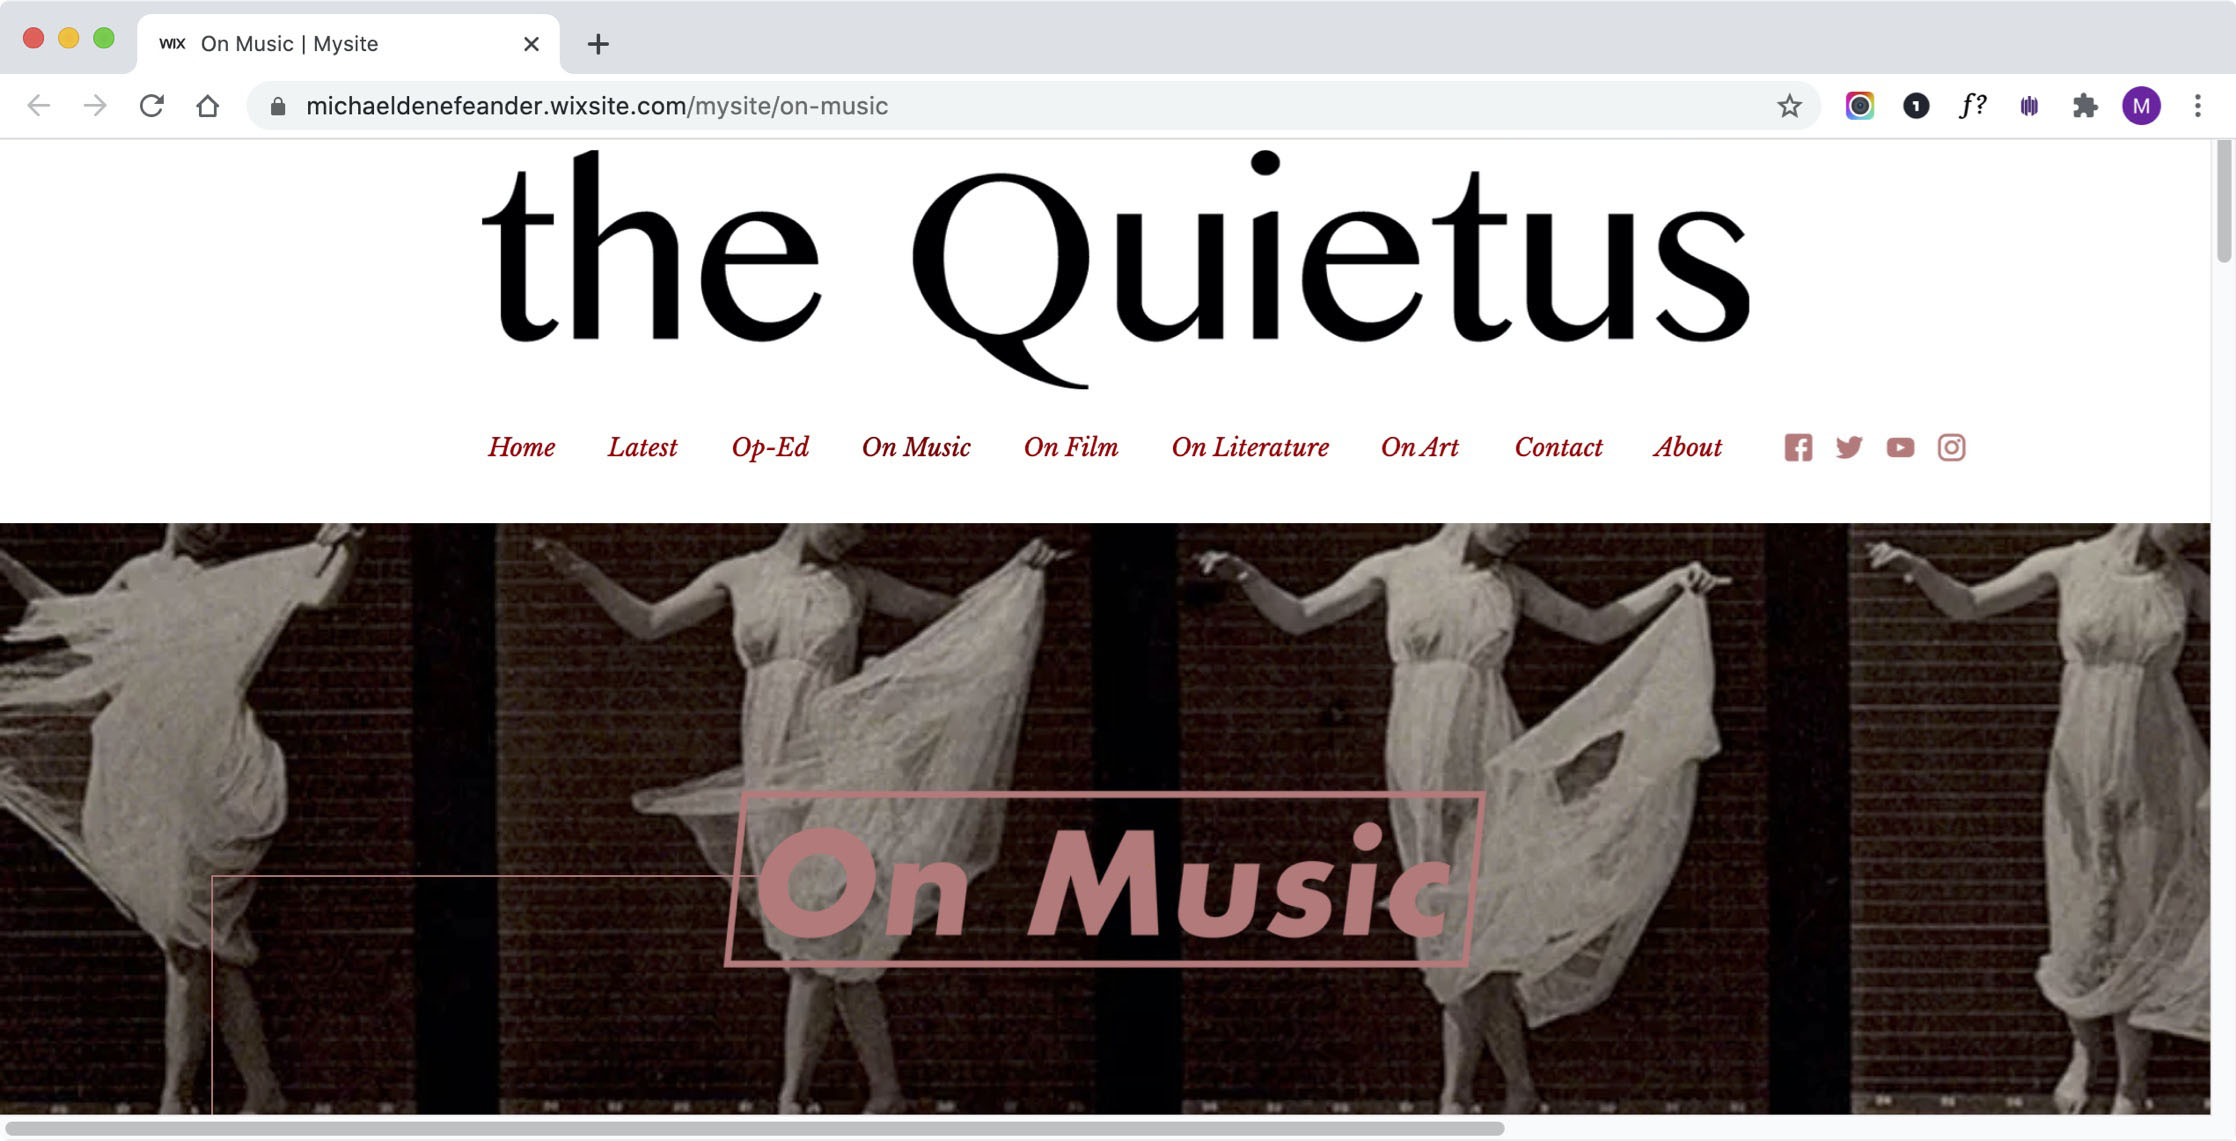 WIX On Music | Mysite
michaeldenefeander.wixsite.com/mysite/on-music
1 f? M
the Quietus
Home Latest Op-Ed On Music On Film On Literature On Art Contact About
On Music